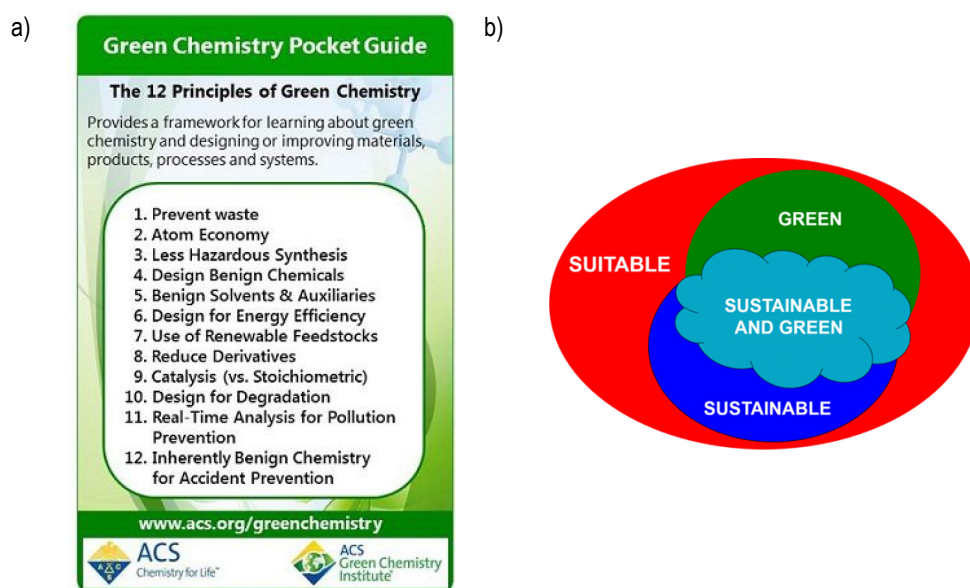 a)
Green Chemistry Pocket Guide
The 12 Principles of Green Chemistry
Provides a framework for learning about green
chemistry and designing or improving materials,
products, processes and systems.
1. Prevent waste
2. Atom Economy
3. Less Hazardous Synthesis
4. Design Benign Chemicals
5. Benign Solvents & Auxiliaries
6. Design for Energy Efficiency
7. Use of Renewable Feedstocks
8. Reduce Derivatives
9. Catalysis (vs. Stoichiometric)
10. Design for Degradation
11. Real-Time Analysis for Pollution
Prevention
12. Inherently Benign Chemistry
for Accident Prevention
www.acs.org/greenchemistry
ACS
Chemistry for Life™
ACS
Green Chemistry
Institute®
b)
GREEN
SUITABLE
SUSTAINABLE
AND GREEN
SUSTAINABLE